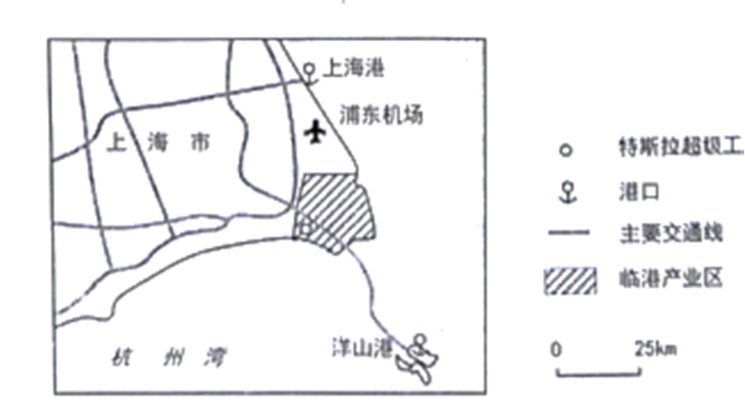 上海港
浦东机场
上海市
洋山港
杭州湾
特斯拉超级工
港口
主要交通线
临港产业区
0 25km